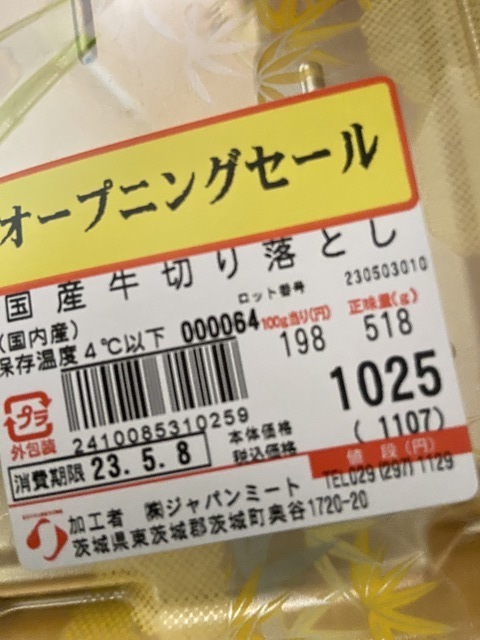 オープニングセール
国産牛切り落とし
(国内産)
ロット番号
230503010
保存温度4℃以下
000064
100g当り(円)
198
正味量(g)
518
プラ
外包装
2410085310259
本体価格
1025
税込価格
(1107)
値段(円)
消費期限 23.5.8
TEL029(297)1129
加工者 ㈱ジャパンミート
茨城県東茨城郡茨城町奥谷1720-20